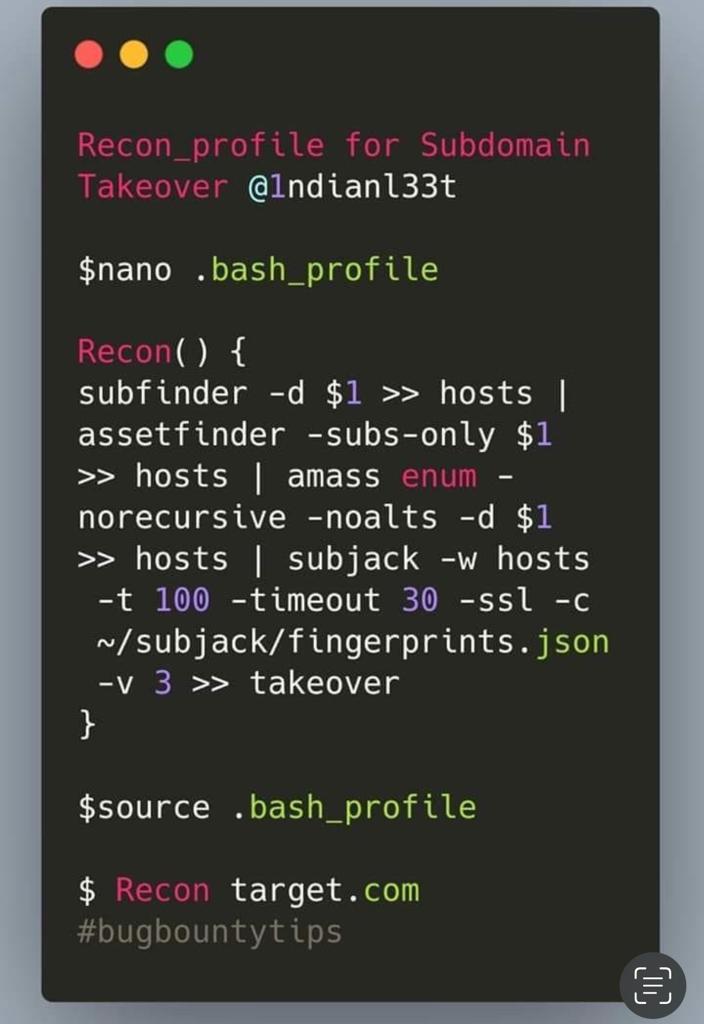 Recon_profile for Subdomain
Takeover @1ndianl33t
$nano .bash_profile
Recon() {
subfinder -d $1 >> hosts |
assetfinder -subs-only $1
>> hosts | amass enum -
norecursive -noalts -d $1
>> hosts | subjack -w hosts
-t 100 -timeout 30 -ssl -c
~/subjack/fingerprints.json
-v 3 >> takeover
}
$source .bash_profile
$ Recon target.com
#bugbountytips